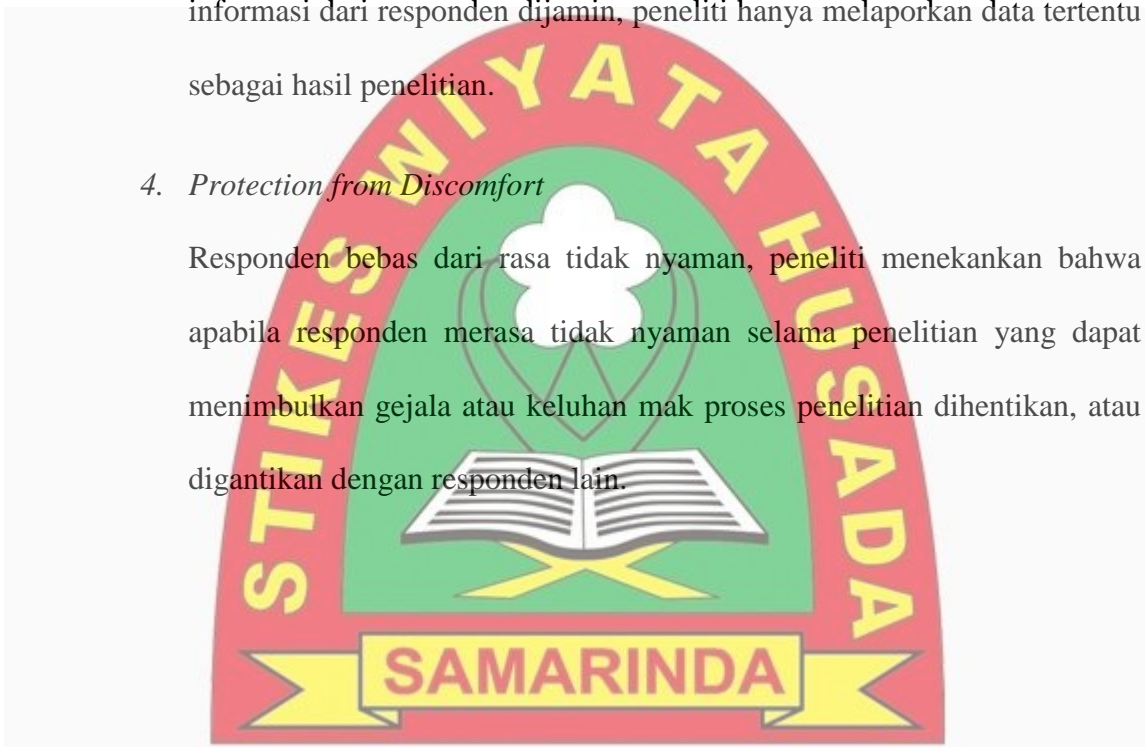 informasi dari responden dijamin, peneliti hanya melaporkan data tertentu
sebagai hasil penelitian.
4. Protection from Discomfort
Responden bebas dari rasa tidak nyaman, peneliti menekankan bahwa
apabila responden merasa tidak nyaman selama penelitian yang dapat
menimbulkan gejala atau keluhan mak proses penelitian dihentikan, atau
digantikan dengan responden lain.
STIKES WIYATA HUSADA
SAMARINDA